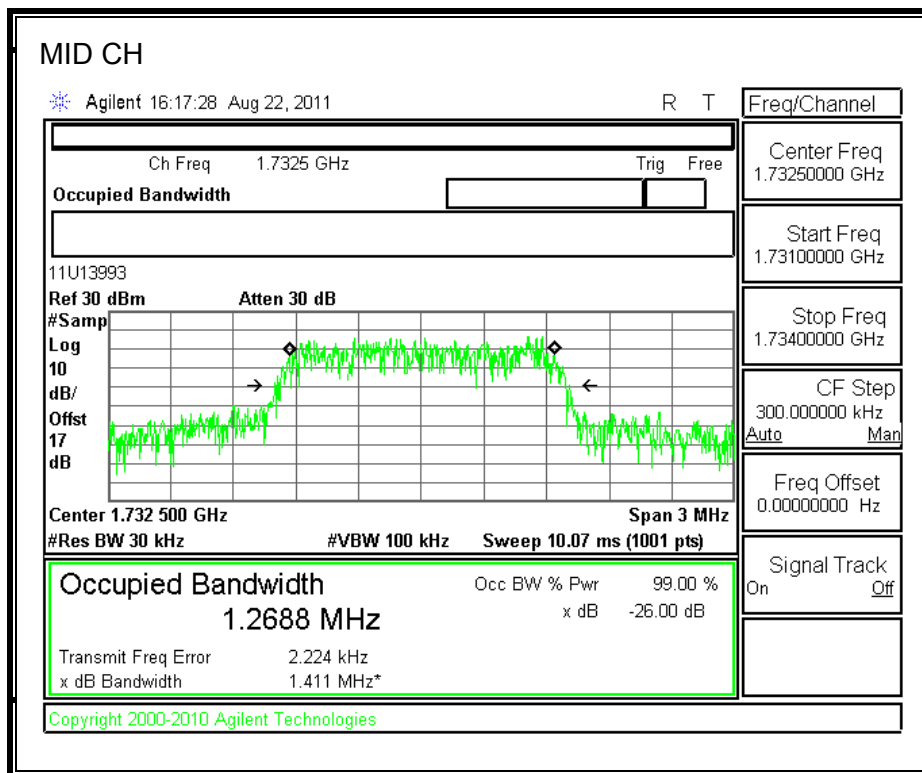 MID CH
Agilent 16:17:28 Aug 22, 2011 R T
Freq/Channel
Ch Freq 1.7325 GHz Trig Free
Occupied Bandwidth
Center Freq
1.73250000 GHz
Start Freq
1.73100000 GHz
Stop Freq
1.73400000 GHz
CF Step
300.000000 kHz
Auto Man
Freq Offset
0.00000000 Hz
Signal Track
On Off
11U13993
Ref 30 dBm Atten 30 dB
#Samp
Log
10
dB/
Offst
17
dB
Center 1.732 500 GHz Span 3 MHz
#Res BW 30 kHz #VBW 100 kHz Sweep 10.07 ms (1001 pts)
Occupied Bandwidth Occ BW % Pwr 99.00 %
1.2688 MHz x dB -26.00 dB
Transmit Freq Error 2.224 kHz
x dB Bandwidth 1.411 MHz*
Copyright 2000-2010 Agilent Technologies